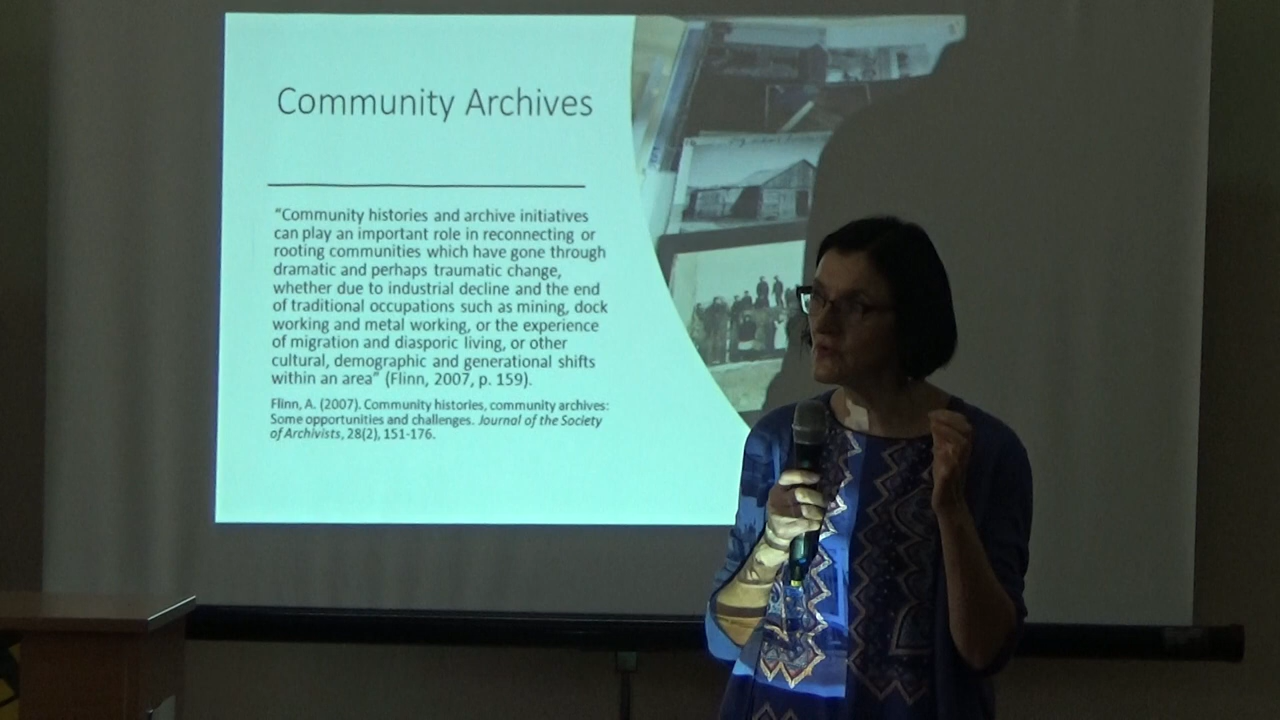 Community Archives
“Community histories and archive initiatives
can play an important role in reconnecting or
rooting communities which have gone through
dramatic and perhaps traumatic change,
whether due to industrial decline and the end
of traditional occupations such as mining, dock
working and metal working, or the experience
of migration and diasporic living, or other
cultural, demographic and generational shifts
within an area” (Flinn, 2007, p. 159).
Flinn, A. (2007). Community histories, community archives:
Some opportunities and challenges. Journal of the Society
of Archivists, 28(2), 151-176.